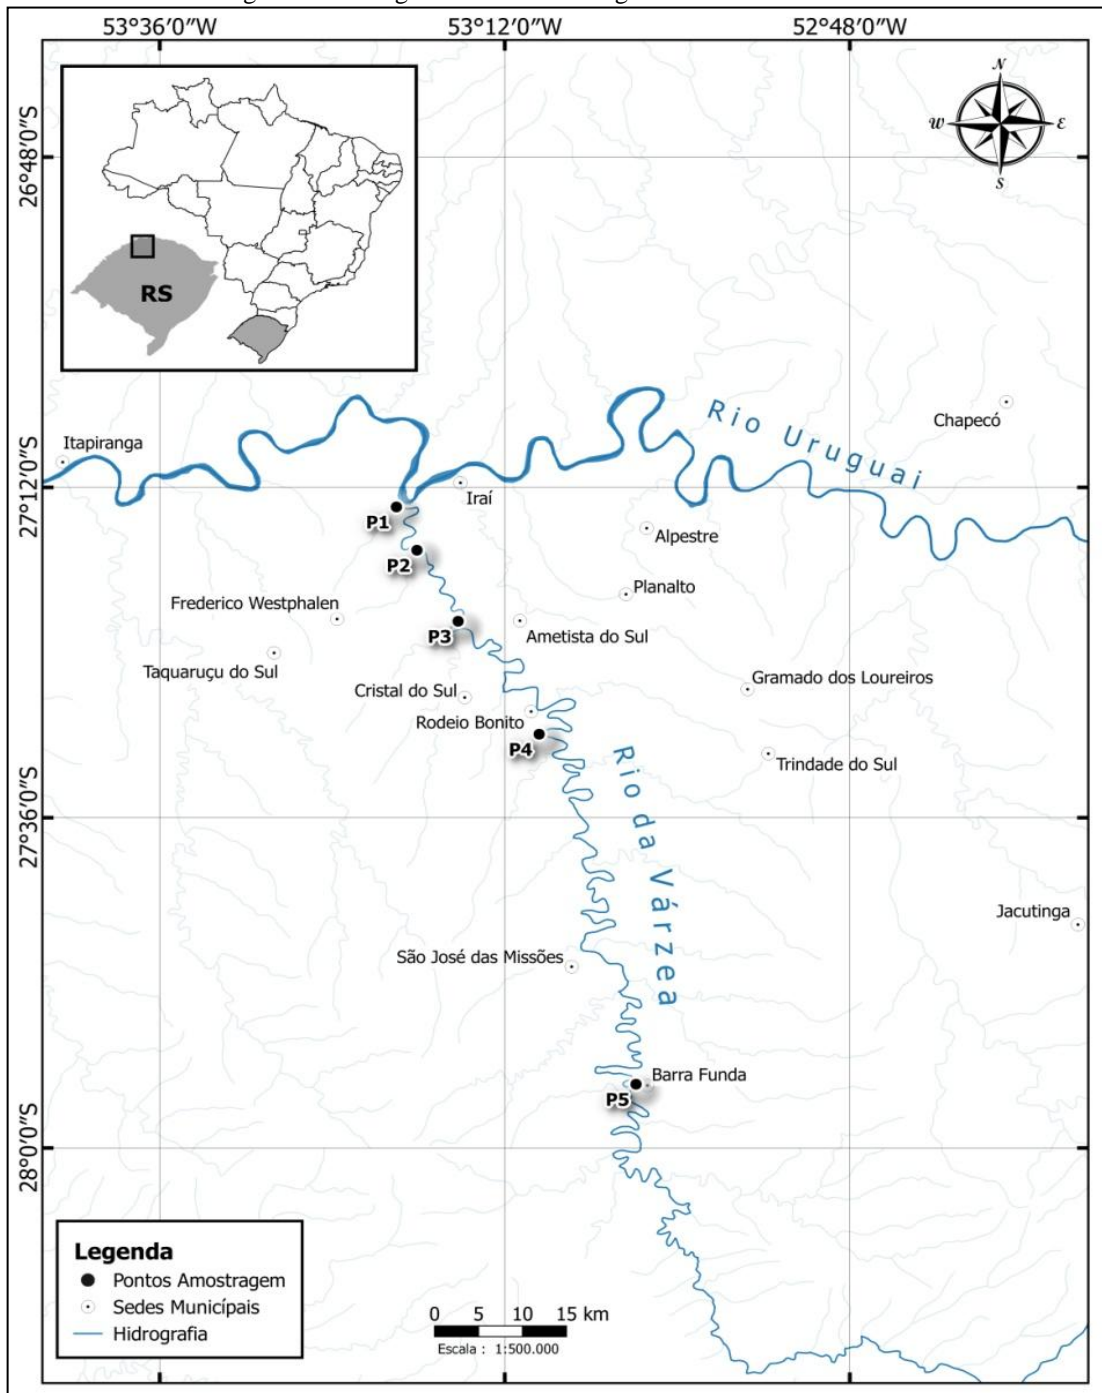 53°36′0″W
53°12′0″W
52°48′0″W
N
W
E
S
26°48′0″S
RS
Rio Uruguai
Chapecó
Itapiranga
27°12′0″S
Iraí
P1
Alpestre
P2
Planalto
Frederico Westphalen
P3
Ametista do Sul
Taquaruçu do Sul
Gramado dos Loureiros
Cristal do Sul
Rodeio Bonito
P4
Trindade do Sul
Rio da Várzea
27°36′0″S
Jacutinga
São José das Missões
Barra Funda
P5
28°0′0″S
Legenda
Pontos Amostragem
Sedes Municípais
Hidrografia
0 5 10 15 km
Escala : 1:500.000